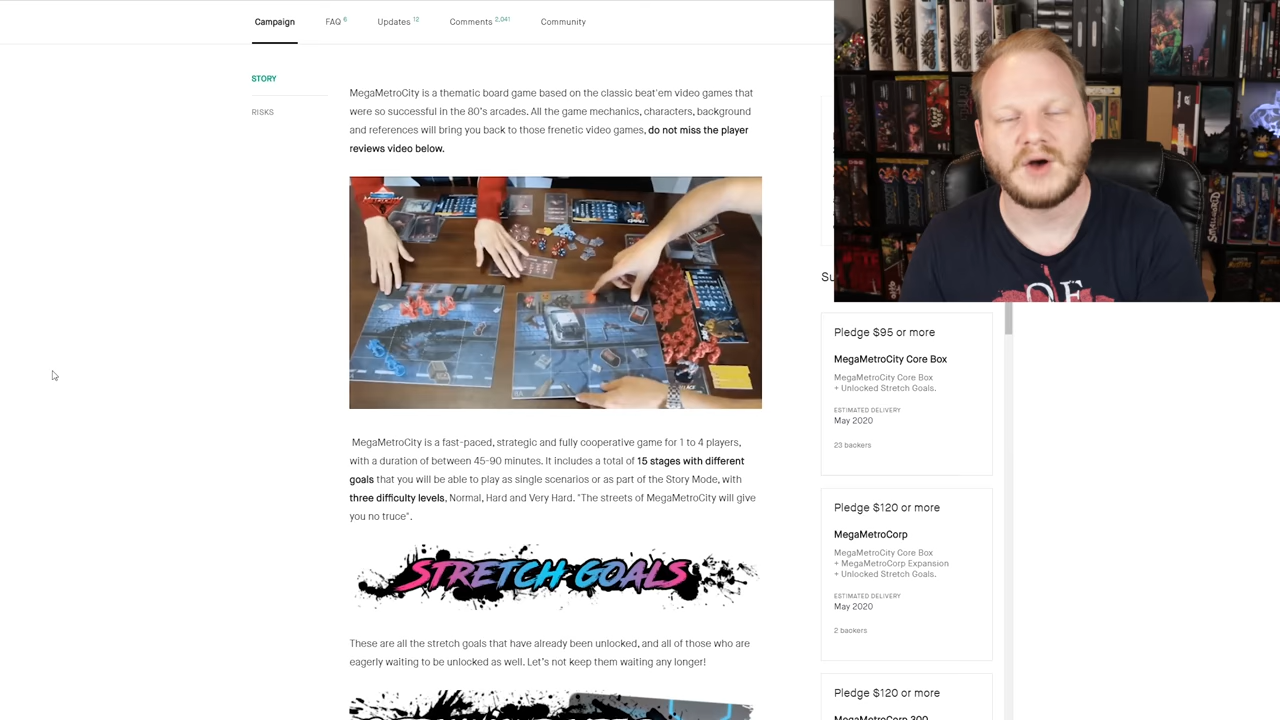 Campaign
FAQ 6
Updates 12
Comments 2,041
Community
STORY
RISKS
MegaMetroCity is a thematic board game based on the classic beat'em video games that
were so successful in the 80's arcades. All the game mechanics, characters, background
and references will bring you back to those frenetic video games, do not miss the player
reviews video below.
MegaMetroCity is a fast-paced, strategic and fully cooperative game for 1 to 4 players,
with a duration of between 45-90 minutes. It includes a total of 15 stages with different
goals that you will be able to play as single scenarios or as part of the Story Mode, with
three difficulty levels, Normal, Hard and Very Hard. "The streets of MegaMetroCity will give
you no truce".
STRETCH GOALS
These are all the stretch goals that have already been unlocked, and all of those who are
eagerly waiting to be unlocked as well. Let's not keep them waiting any longer!
Su
Pledge $95 or more
MegaMetroCity Core Box
MegaMetroCity Core Box
+ Unlocked Stretch Goals.
ESTIMATED DELIVERY
May 2020
23 backers
Pledge $120 or more
MegaMetroCorp
MegaMetroCity Core Box
+ MegaMetroCorp Expansion
+ Unlocked Stretch Goals.
ESTIMATED DELIVERY
May 2020
2 backers
Pledge $120 or more
MegaMetroCorp 300